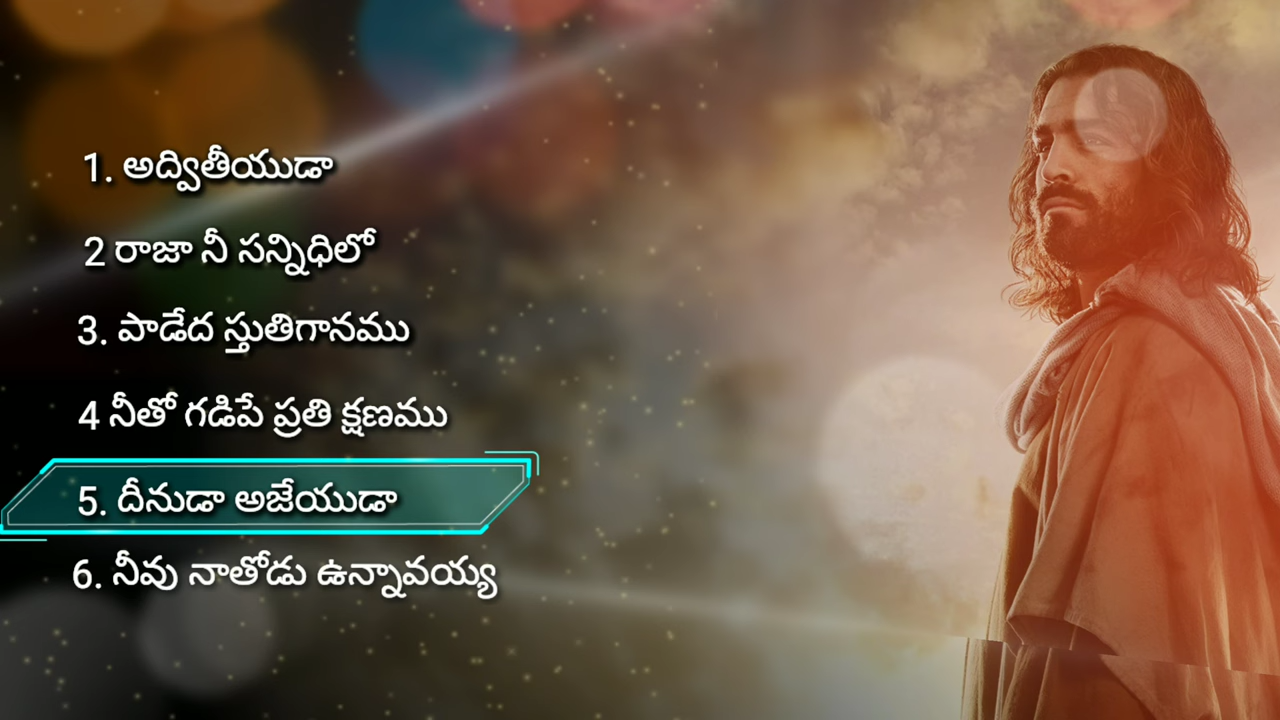 1. అద్వితీయుడా
2 రాజా నీ సన్నిధిలో
3. పాడేద స్తుతిగానము
4 నీతో గడిపే ప్రతి క్షణము
5. దీనుడా అజేయుడా
6. నీవు నాతోడు ఉన్నావయ్య